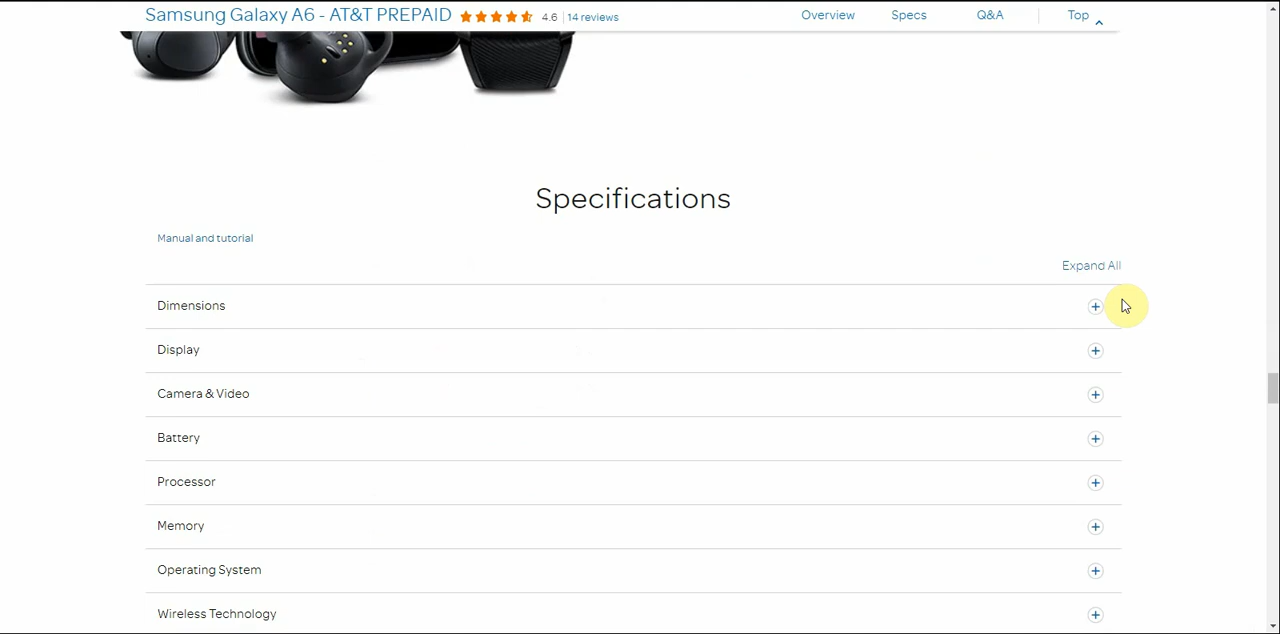 Samsung Galaxy A6 - AT&T PREPAID 4.6 14 reviews Overview Specs Q&A Top
Specifications
Manual and tutorial
Expand All
Dimensions
Display
Camera & Video
Battery
Processor
Memory
Operating System
Wireless Technology